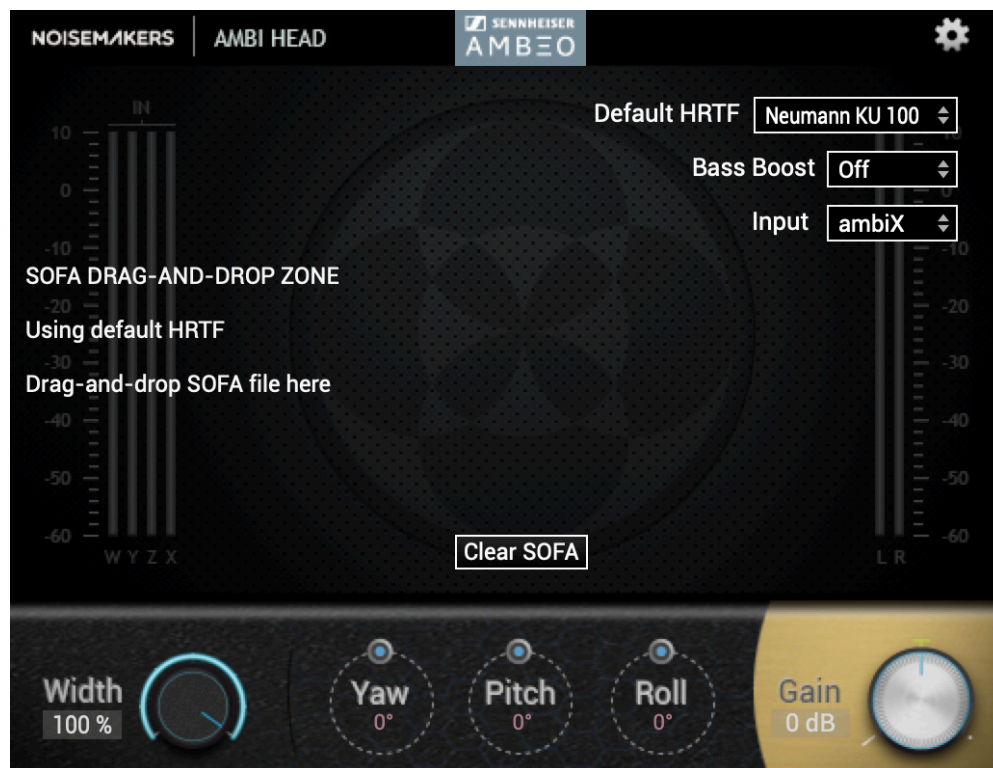 NOISEMAKERS AMBI HEAD
SENNHEISER
AMBEO
IN
Default HRTF Neumann KU 100
Bass Boost Off
Input ambiX
10
0
-10
-20
-30
-40
-50
-60
W Y Z X
SOFA DRAG-AND-DROP ZONE
Using default HRTF
Drag-and-drop SOFA file here
10
0
-10
-20
-30
-40
-50
-60
L R
Clear SOFA
Width
100 %
Yaw
0°
Pitch
0°
Roll
0°
Gain
0 dB